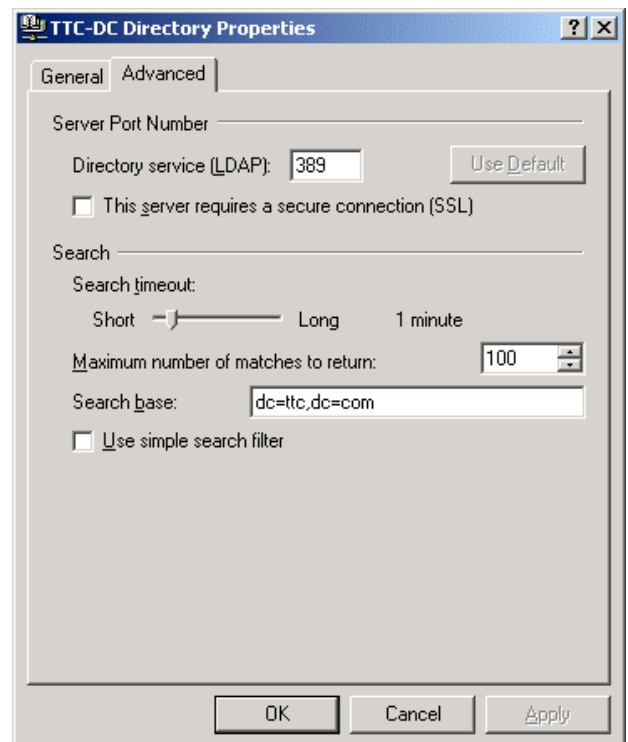 TTC-DC Directory Properties
General Advanced
Server Port Number
Directory service (LDAP): 389 Use Default
This server requires a secure connection (SSL)
Search
Search timeout:
Short Long 1 minute
Maximum number of matches to return: 100
Search base: dc=ttc,dc=com
Use simple search filter
OK Cancel Apply